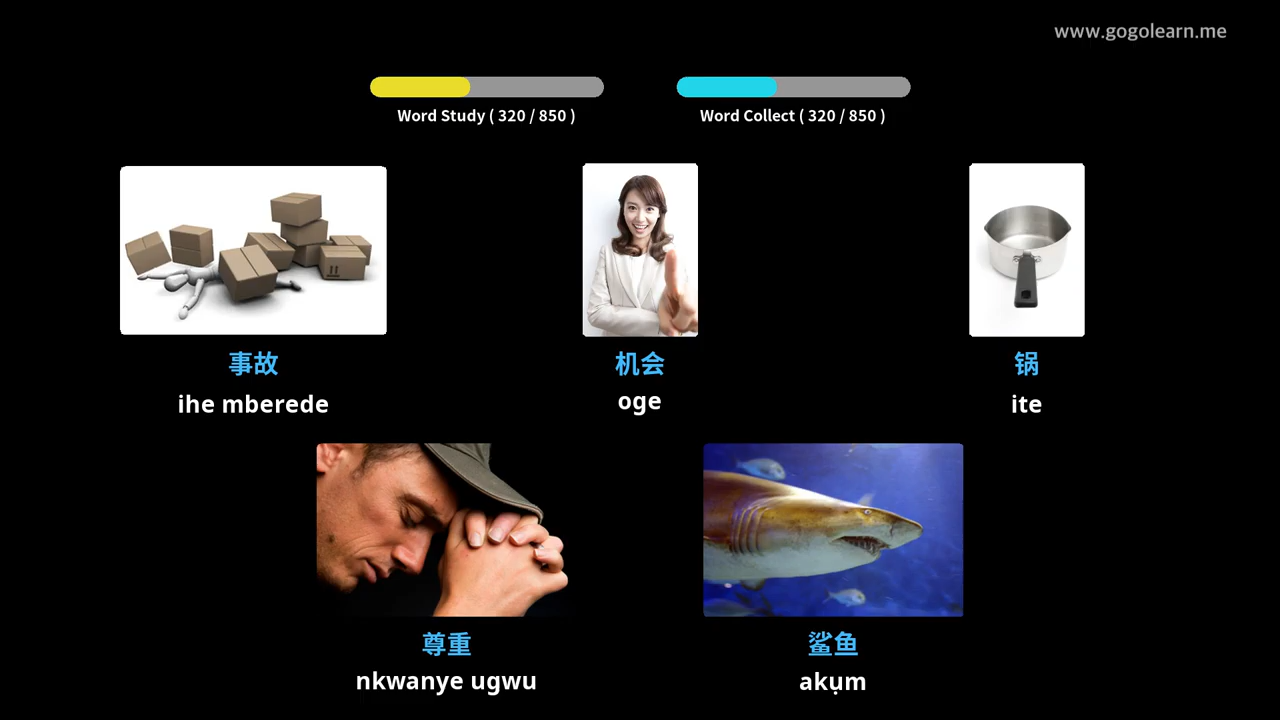 www.gogolearn.me
Word Study ( 320 / 850 )
Word Collect ( 320 / 850 )
事故
ihe mberede
机会
oge
锅
ite
尊重
nkwanye ugwu
鲨鱼
akụm